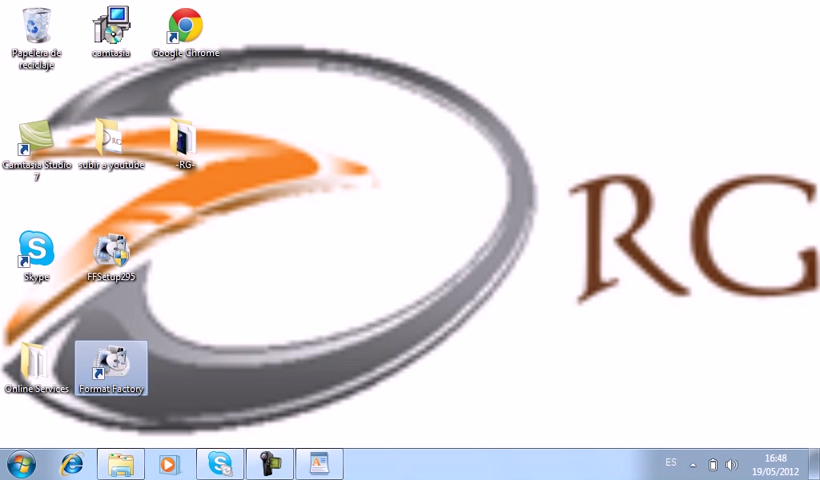 Papelera de
reciclaje
camtasia
Google Chrome
Camtasia Studio
7
subir a youtube
-RG-
Skype
FFSetup295
Online Services
Format Factory
RG
ES
16:48
19/05/2012